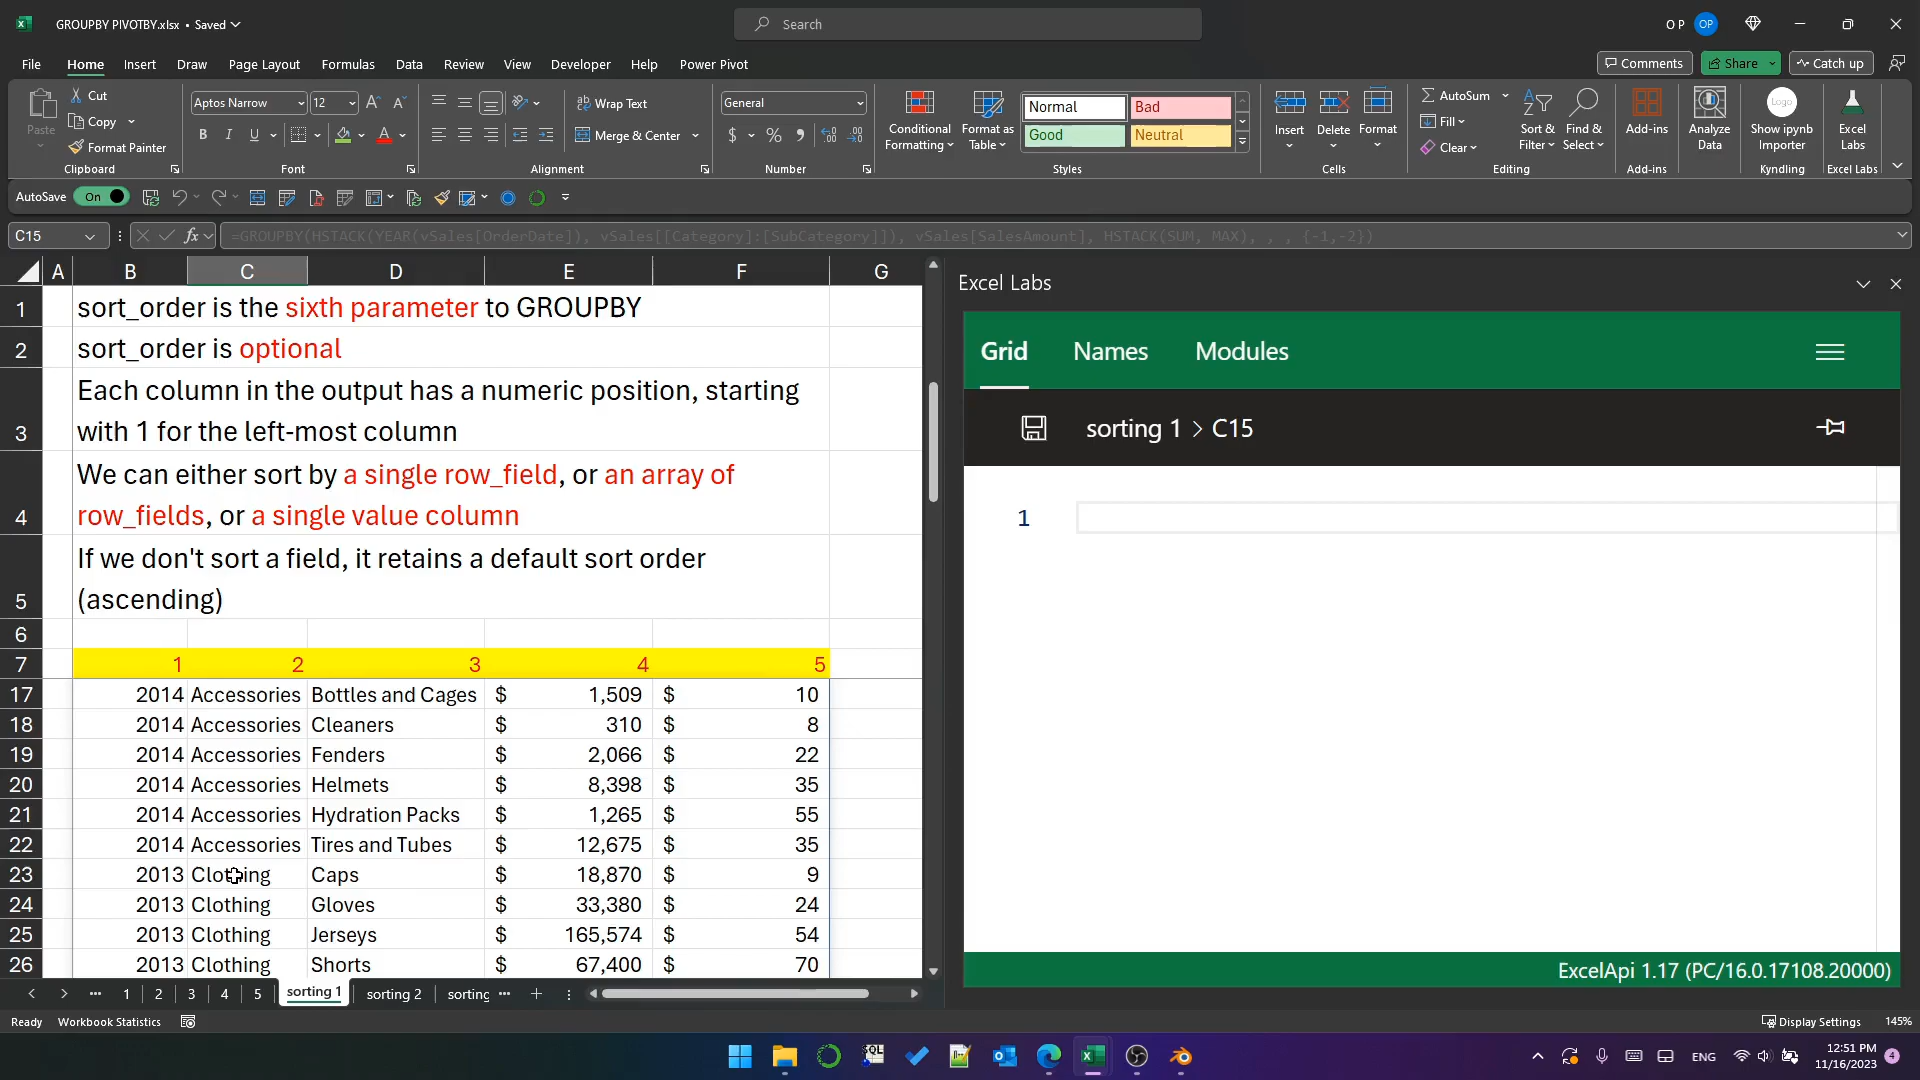 GROUPBY PIVOTBY.xlsx • Saved
Search
O P
OP
File Home Insert Draw Page Layout Formulas Data Review View Developer Help Power Pivot
Comments Share Catch up
Paste
Cut
Copy
Format Painter
Clipboard
Aptos Narrow 12
B I U
Font
Wrap Text
Merge & Center
Alignment
General
$ % ,
Number
Conditional Formatting
Format as Table
Normal Bad
Good Neutral
Styles
Insert Delete Format
Cells
AutoSum
Fill
Clear
Sort & Filter
Find & Select
Editing
Add-ins
Add-ins
Analyze Data
Logo
Show ipynb Importer
Kyndling
Excel Labs
Excel Labs
AutoSave On
C15
fx
=GROUPBY(HSTACK(YEAR(vSales[OrderDate]), vSales[[Category]:[SubCategory]]), vSales[SalesAmount], HSTACK(SUM, MAX), , , {-1,-2})
A B C D E F G
1 sort_order is the sixth parameter to GROUPBY
2 sort_order is optional
Each column in the output has a numeric position, starting
3 with 1 for the left-most column
We can either sort by a single row_field, or an array of
4 row_fields, or a single value column
If we don't sort a field, it retains a default sort order
5 (ascending)
6
7 1 2 3 4 5
17 2014 Accessories Bottles and Cages $ 1,509 $ 10
18 2014 Accessories Cleaners $ 310 $ 8
19 2014 Accessories Fenders $ 2,066 $ 22
20 2014 Accessories Helmets $ 8,398 $ 35
21 2014 Accessories Hydration Packs $ 1,265 $ 55
22 2014 Accessories Tires and Tubes $ 12,675 $ 35
23 2013 Clothing Caps $ 18,870 $ 9
24 2013 Clothing Gloves $ 33,380 $ 24
25 2013 Clothing Jerseys $ 165,574 $ 54
26 2013 Clothing Shorts $ 67,400 $ 70
Excel Labs
Grid Names Modules
sorting 1 > C15
1
ExcelApi 1.17 (PC/16.0.17108.20000)
1 2 3 4 5 sorting 1 sorting 2 sorting
Ready Workbook Statistics
Display Settings
145%
SQL
ENG
12:51 PM
11/16/2023
4